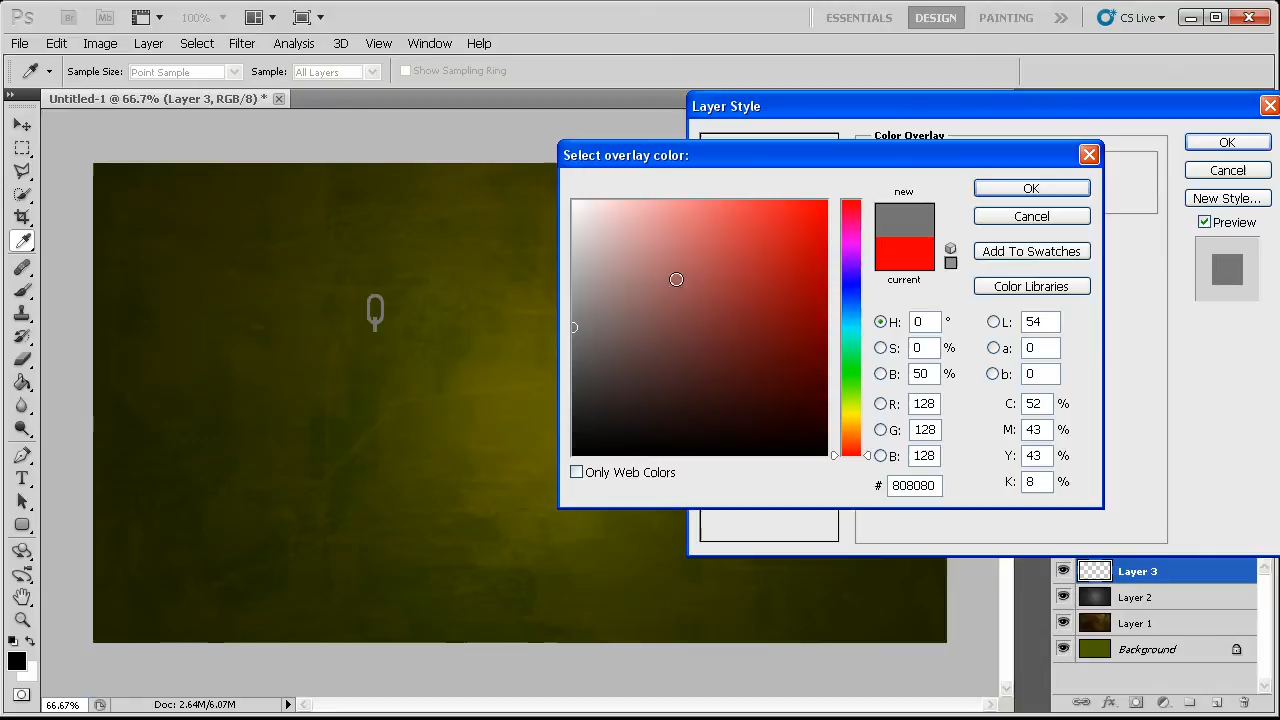 Ps Br Mb 100% ESSENTIALS DESIGN PAINTING CS Live
File Edit Image Layer Select Filter Analysis 3D View Window Help
Sample Size: Point Sample Sample: All Layers Show Sampling Ring
Untitled-1 @ 66.7% (Layer 3, RGB/8) *
Layer Style
Color Overlay
OK
Cancel
New Style...
Preview
Select overlay color:
new
current
OK
Cancel
Add To Swatches
Color Libraries
H: 0 ° L: 54
S: 0 % a: 0
B: 50 % b: 0
R: 128 C: 52 %
G: 128 M: 43 %
B: 128 Y: 43 %
# 808080 K: 8 %
Only Web Colors
T
Layer 3
Layer 2
Layer 1
Background
66.67% Doc: 2.64M/6.07M
fx